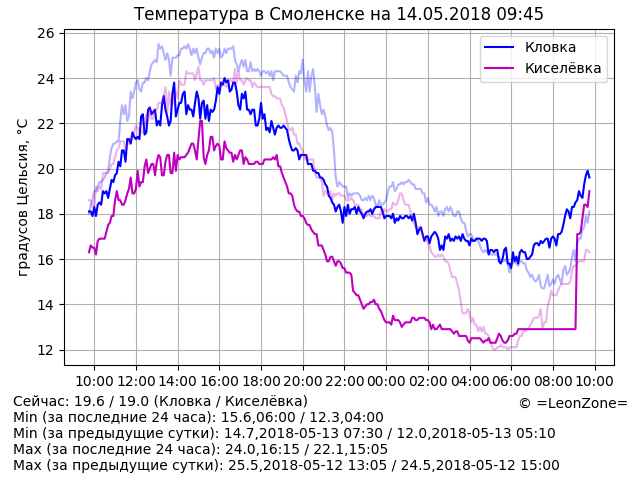 Температура в Смоленске на 14.05.2018 09:45
26
24
22
20
18
16
14
12
градусов Цельсия, °C
Кловка
Киселёвка
10:00 12:00 14:00 16:00 18:00 20:00 22:00 00:00 02:00 04:00 06:00 08:00 10:00
Сейчас: 19.6 / 19.0 (Кловка / Киселёвка)
© =LeonZone=
Min (за последние 24 часа): 15.6,06:00 / 12.3,04:00
Min (за предыдущие сутки): 14.7,2018-05-13 07:30 / 12.0,2018-05-13 05:10
Max (за последние 24 часа): 24.0,16:15 / 22.1,15:05
Max (за предыдущие сутки): 25.5,2018-05-12 13:05 / 24.5,2018-05-12 15:00